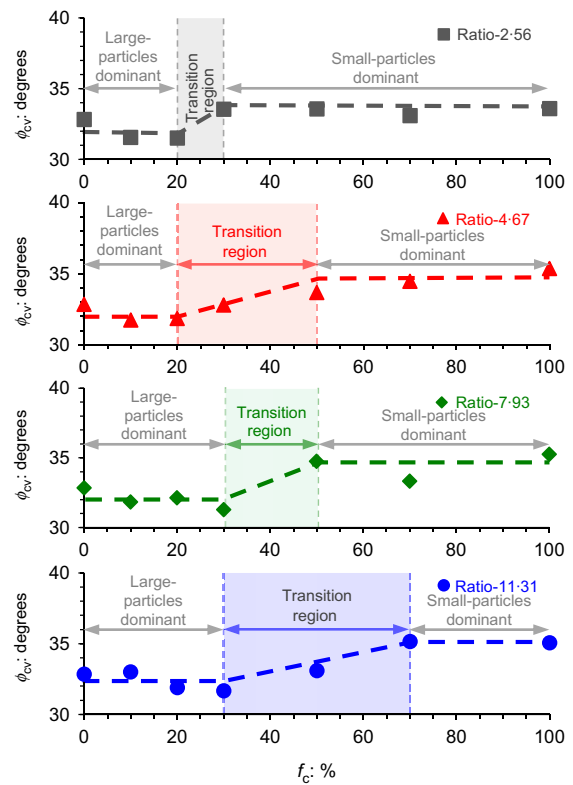 40
Large-
particles
dominant
Transition
region
Small-particles
dominant
Ratio-2·56
35
30
ϕcv: degrees
0 20 40 60 80 100
40
Large-
particles
dominant
Transition
region
Small-particles
dominant
Ratio-4·67
35
30
ϕcv: degrees
0 20 40 60 80 100
40
Large-
particles
dominant
Transition
region
Small-particles
dominant
Ratio-7·93
35
30
ϕcv: degrees
0 20 40 60 80 100
40
Large-
particles
dominant
Transition
region
Small-particles
dominant
Ratio-11·31
35
30
ϕcv: degrees
0 20 40 60 80 100
fc: %